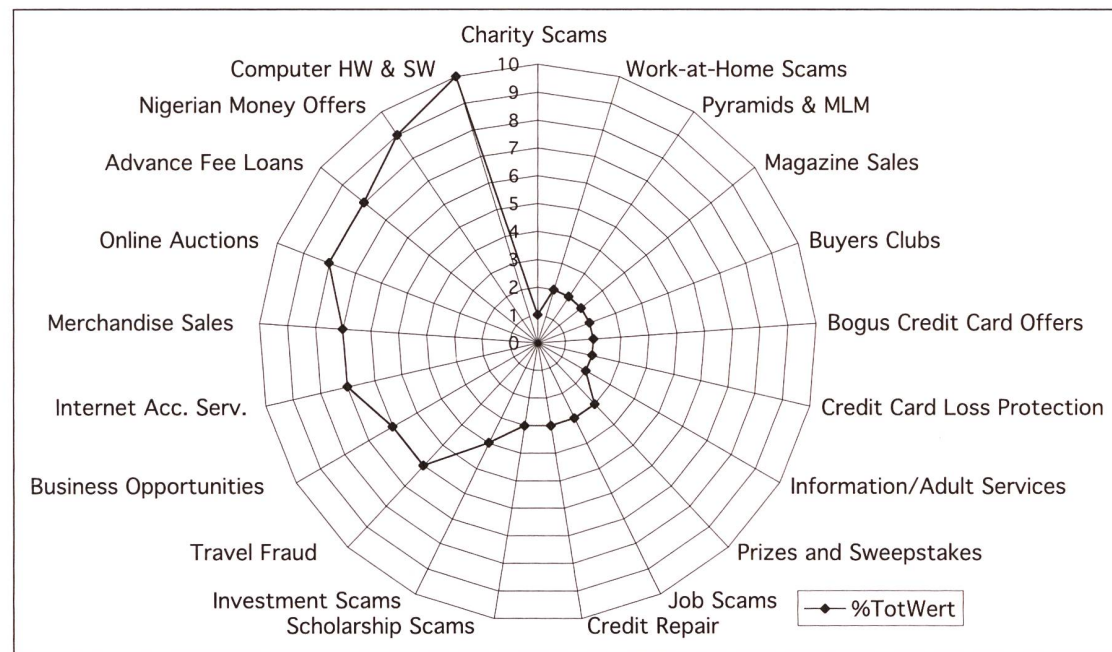 Charity Scams
Computer HW & SW
Work-at-Home Scams
Nigerian Money Offers
Pyramids & MLM
Advance Fee Loans
Magazine Sales
Online Auctions
Buyers Clubs
Merchandise Sales
Bogus Credit Card Offers
Internet Acc. Serv.
Credit Card Loss Protection
Business Opportunities
Information/Adult Services
Travel Fraud
Prizes and Sweepstakes
Investment Scams
Job Scams
Scholarship Scams
Credit Repair
10
9
8
7
6
5
4
3
2
1
0
%TotWert